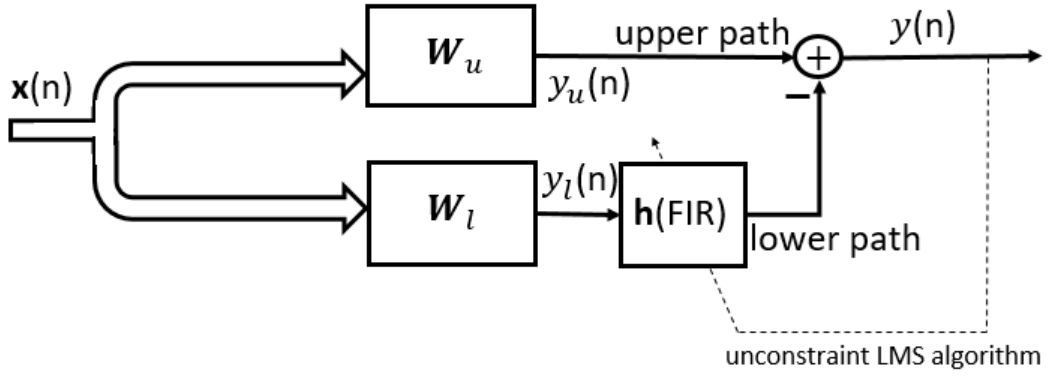 x(n)
W_u
upper path
y_u(n)
+
y(n)
−
W_l
y_l(n)
h(FIR)
lower path
unconstraint LMS algorithm